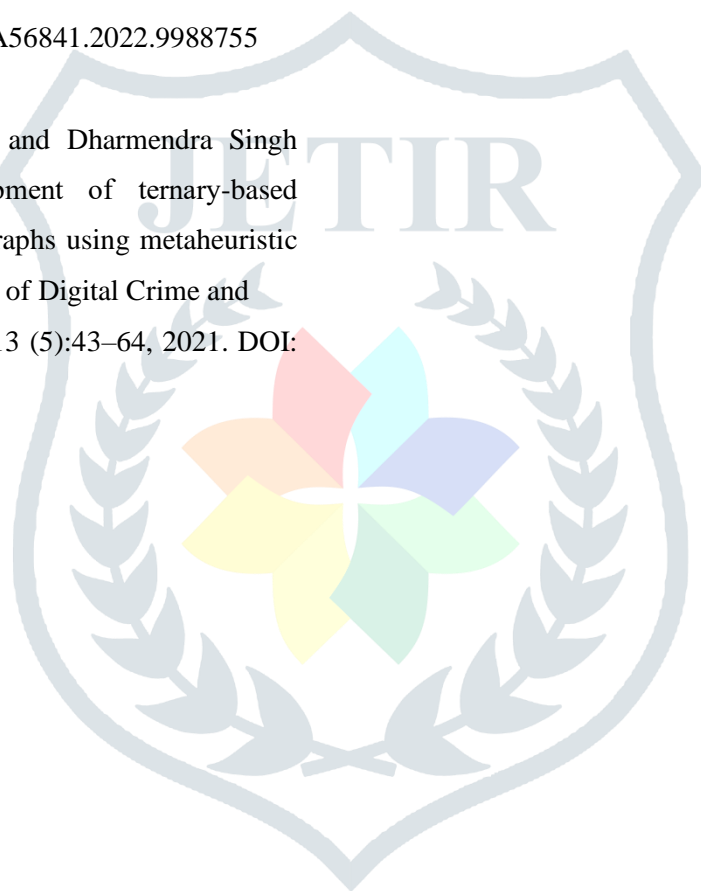 A56841.2022.9988755
and Dharmendra Singh
pment of ternary-based
raphs using metaheuristic
of Digital Crime and
13 (5):43–64, 2021. DOI:
JETIR